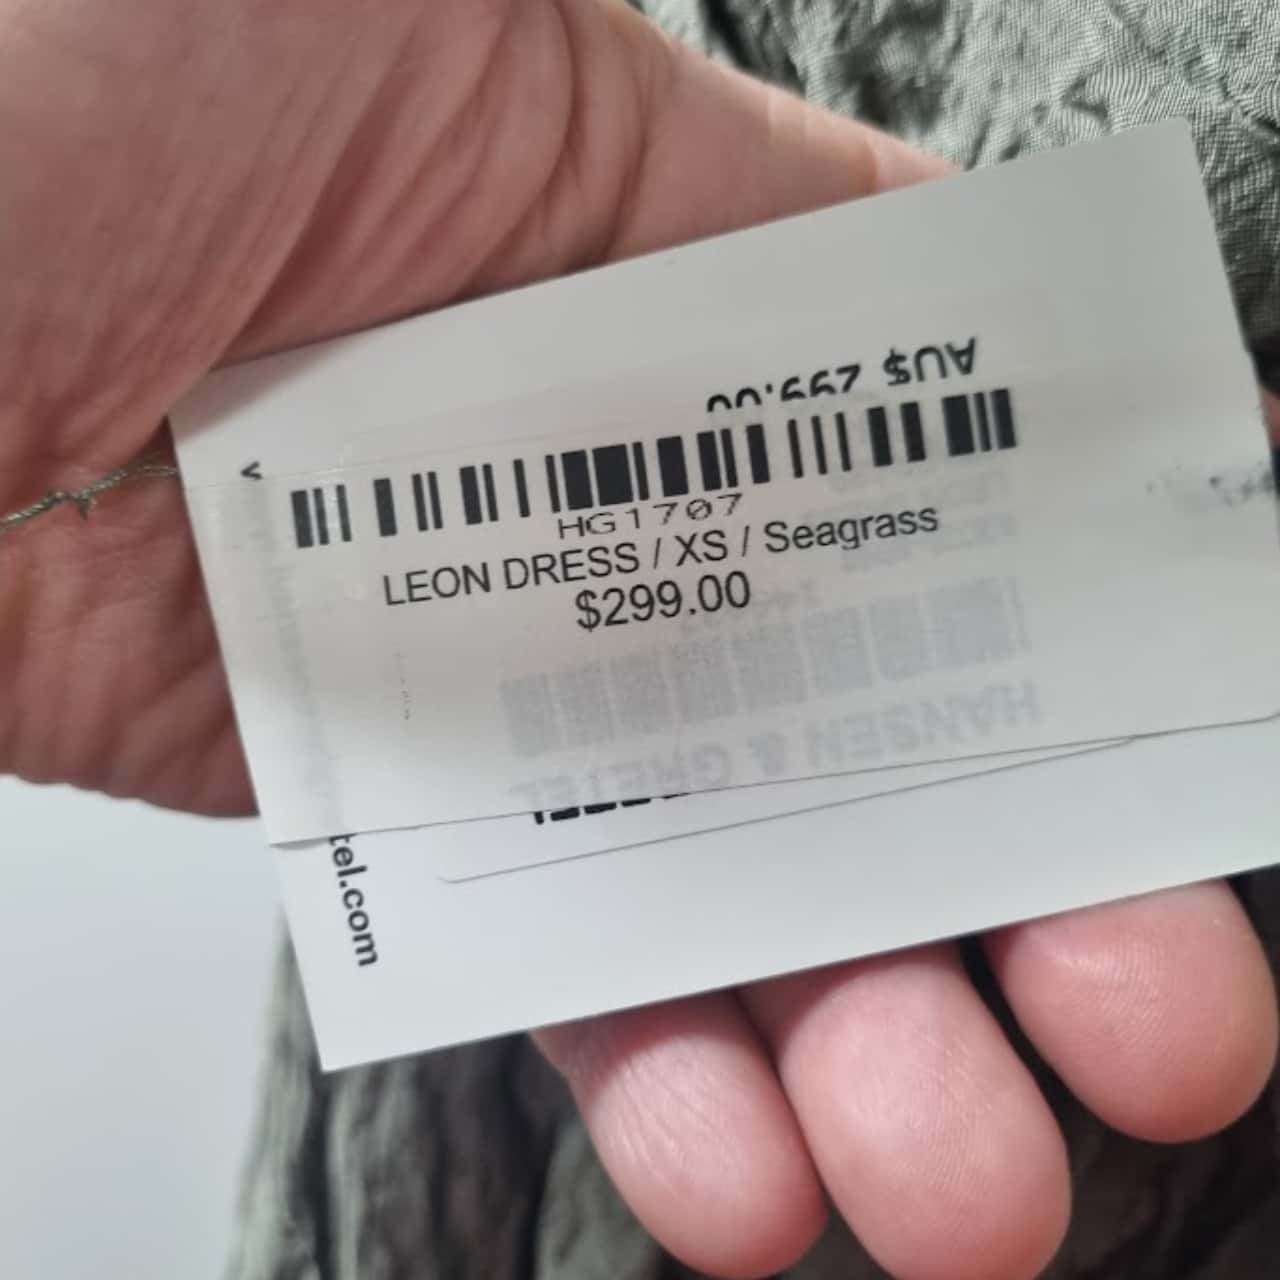 AU$ 299.00
<
HG1707
LEON DRESS / XS / Seagrass
$299.00
HANSEN & GRETEL
tel.com